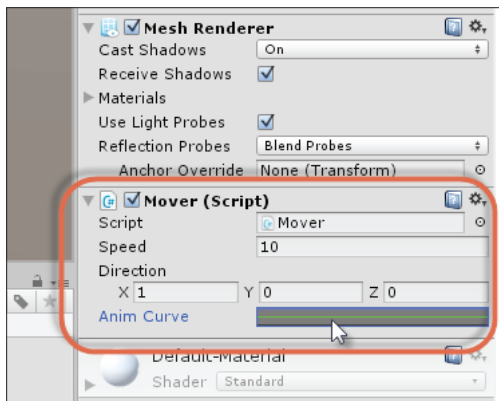 Mesh Renderer
Cast Shadows On
Receive Shadows
Materials
Use Light Probes
Reflection Probes Blend Probes
Anchor Override None (Transform)
Mover (Script)
Script Mover
Speed 10
Direction
X 1 Y 0 Z 0
Anim Curve
Default-Material
Shader Standard